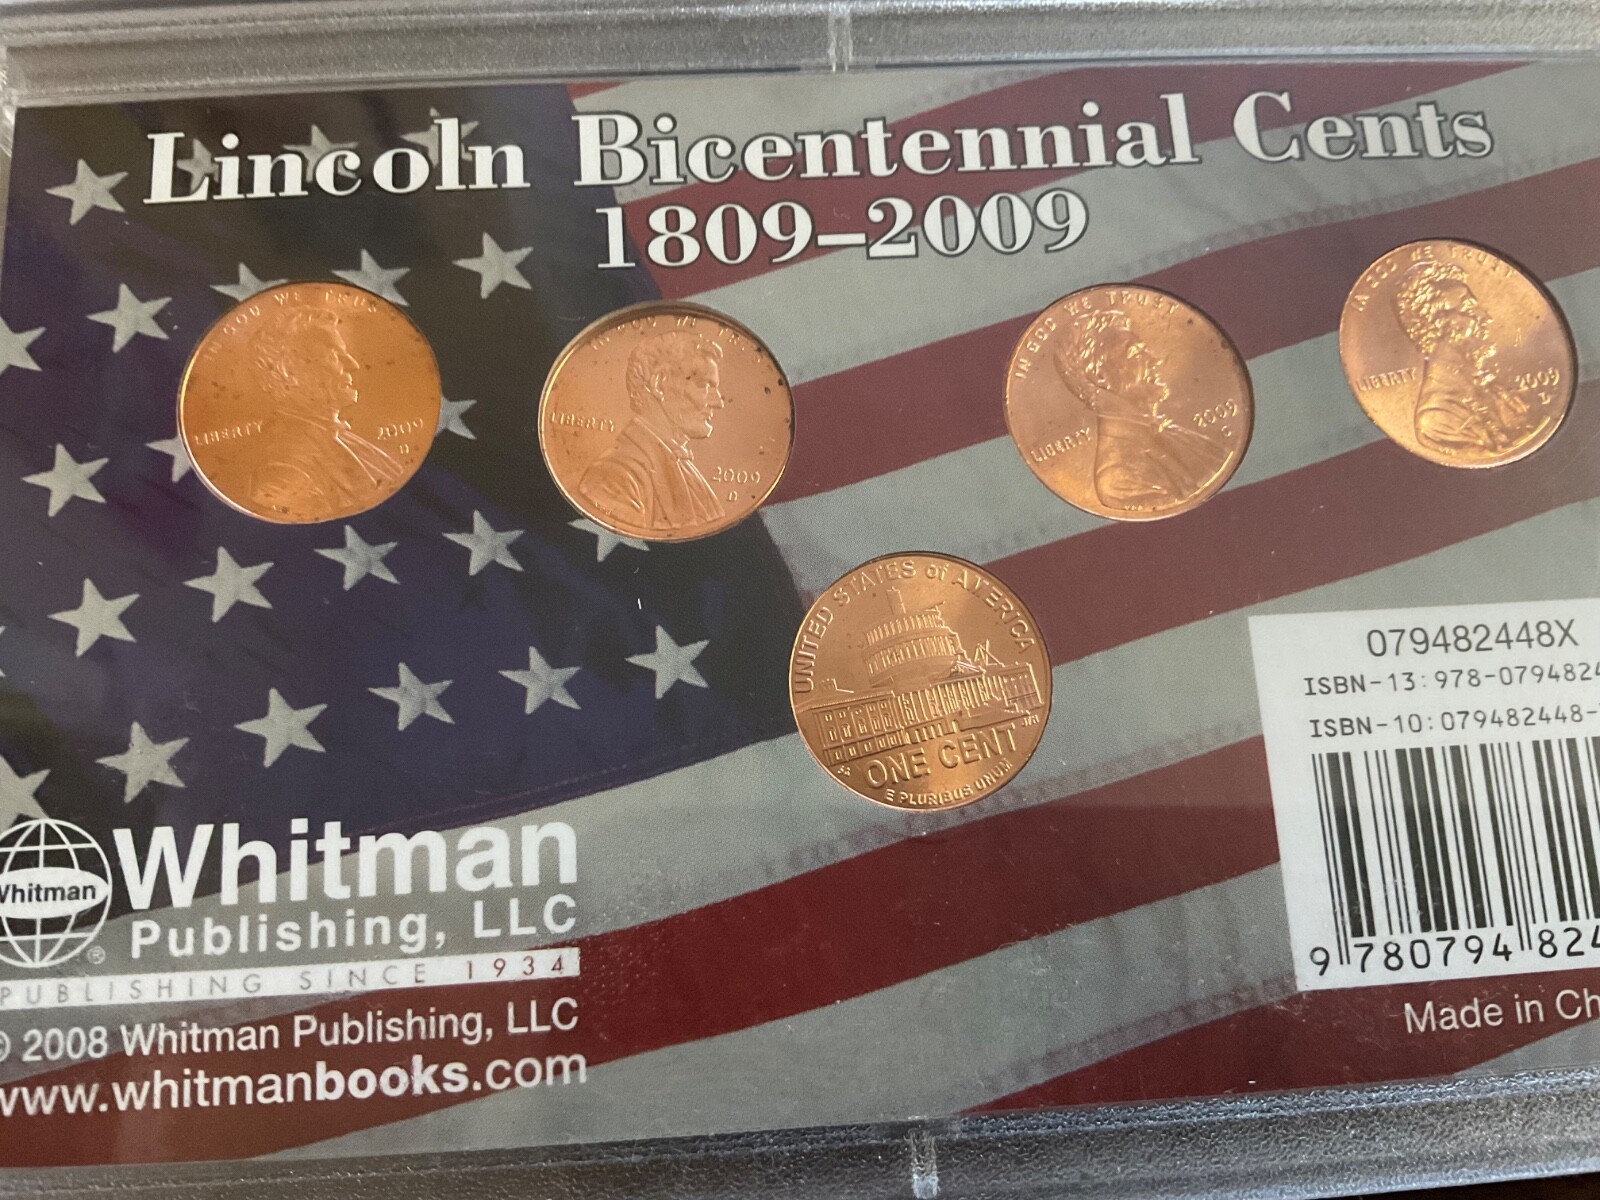 Lincoln Bicentennial Cents
1809–2009
IN GOD WE TRUST
LIBERTY
2009
D
WE
LIBERTY
2009
D
IN GOD WE TRUST
LIBERTY
2009
IN GOD WE TRUST
LIBERTY
2009
UNITED STATES of AMERICA
ONE CENT
E PLURIBUS UNUM
079482448X
ISBN-13:978-0794824
ISBN-10:079482448-
9 780794 824
Made in Ch
Whitman
Whitman
Publishing, LLC
®
PUBLISHING SINCE 1934
© 2008 Whitman Publishing, LLC
www.whitmanbooks.com